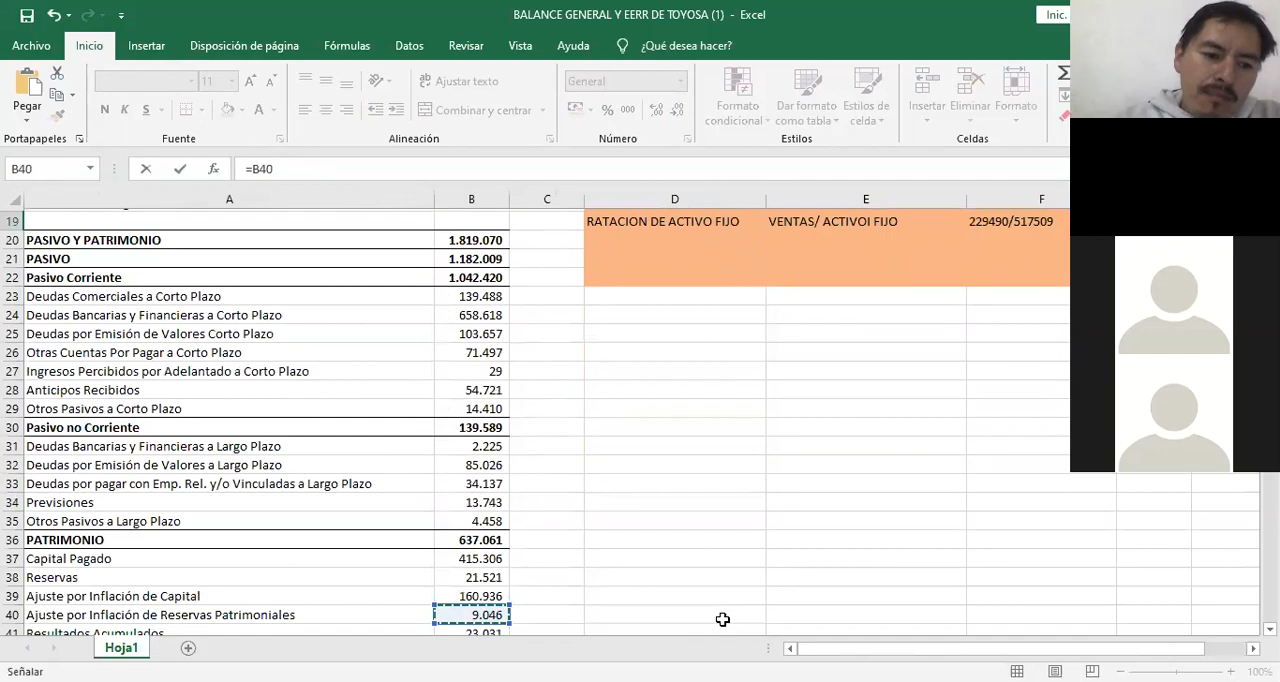 BALANCE GENERAL Y EERR DE TOYOSA (1) - Excel
Inic.
Archivo Inicio Insertar Disposición de página Fórmulas Datos Revisar Vista Ayuda ¿Qué desea hacer?
Pegar
11
Ajustar texto
General
N K S
Combinar y centrar
% 000
Formato condicional
Dar formato como tabla
Estilos de celda
Insertar
Eliminar
Formato
Portapapeles Fuente Alineación Número Estilos Celdas
B40 fx =B40
A B C D E F
19 RATACION DE ACTIVO FIJO VENTAS/ ACTIVOI FIJO 229490/517509
20 PASIVO Y PATRIMONIO 1.819.070
21 PASIVO 1.182.009
22 Pasivo Corriente 1.042.420
23 Deudas Comerciales a Corto Plazo 139.488
24 Deudas Bancarias y Financieras a Corto Plazo 658.618
25 Deudas por Emisión de Valores Corto Plazo 103.657
26 Otras Cuentas Por Pagar a Corto Plazo 71.497
27 Ingresos Percibidos por Adelantado a Corto Plazo 29
28 Anticipos Recibidos 54.721
29 Otros Pasivos a Corto Plazo 14.410
30 Pasivo no Corriente 139.589
31 Deudas Bancarias y Financieras a Largo Plazo 2.225
32 Deudas por Emisión de Valores a Largo Plazo 85.026
33 Deudas por pagar con Emp. Rel. y/o Vinculadas a Largo Plazo 34.137
34 Previsiones 13.743
35 Otros Pasivos a Largo Plazo 4.458
36 PATRIMONIO 637.061
37 Capital Pagado 415.306
38 Reservas 21.521
39 Ajuste por Inflación de Capital 160.936
40 Ajuste por Inflación de Reservas Patrimoniales 9.046
41 Resultados Acumulados 23.031
Hoja1
Señalar
100%